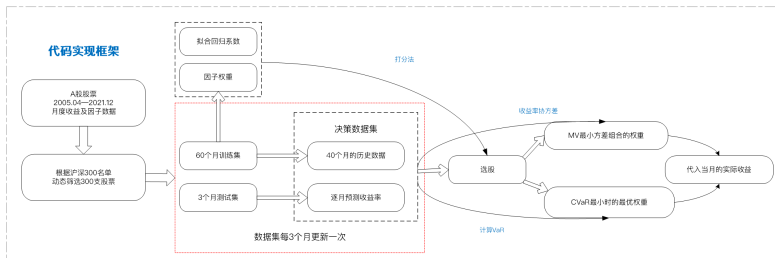 代码实现框架
A股股票
2005.04—2021.12
月度收益及因子数据
根据沪深300名单
动态筛选300支股票
拟合回归系数
因子权重
60个月训练集
3个月测试集
决策数据集
40个月的历史数据
逐月预测收益率
数据集每3个月更新一次
打分法
选股
收益率协方差
计算VaR
MV最小方差组合的权重
CVaR最小时的最优权重
代入当月的实际收益